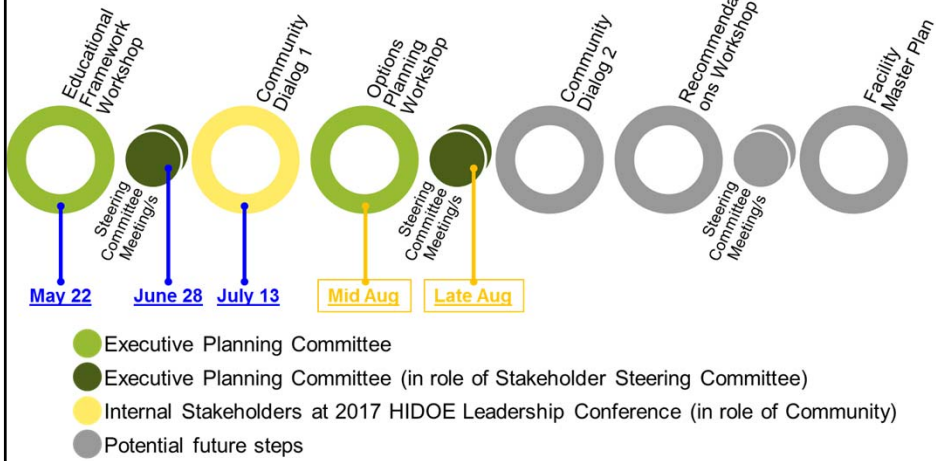 Educational
Framework
Workshop
Community
Dialog 1
Options
Planning
Workshop
Community
Dialog 2
Recommendati
ons Workshop
Facility
Master Plan
Steering
Committee
Meeting/s
Steering
Committee
Meeting/s
Steering
Committee
Meeting/s
May 22
June 28
July 13
Mid Aug
Late Aug
Executive Planning Committee
Executive Planning Committee (in role of Stakeholder Steering Committee)
Internal Stakeholders at 2017 HIDOE Leadership Conference (in role of Community)
Potential future steps